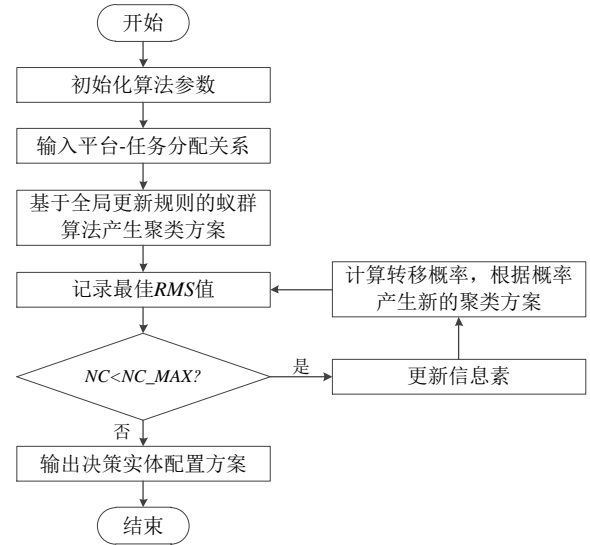 开始
初始化算法参数
输入平台-任务分配关系
基于全局更新规则的蚁群
算法产生聚类方案
记录最佳RMS值
计算转移概率，根据概率
产生新的聚类方案
NC<NC_MAX?
是
更新信息素
否
输出决策实体配置方案
结束